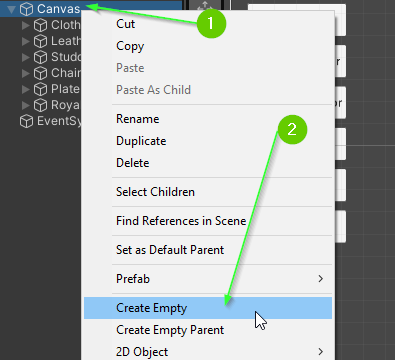 Canvas
Cloth
Leath
Studd
Chain
Plate
Roya
EventSy
1
Cut
Copy
Paste
Paste As Child
Rename
Duplicate
Delete
2
Select Children
Find References in Scene
Set as Default Parent
Prefab
Create Empty
Create Empty Parent
2D Object
r
or